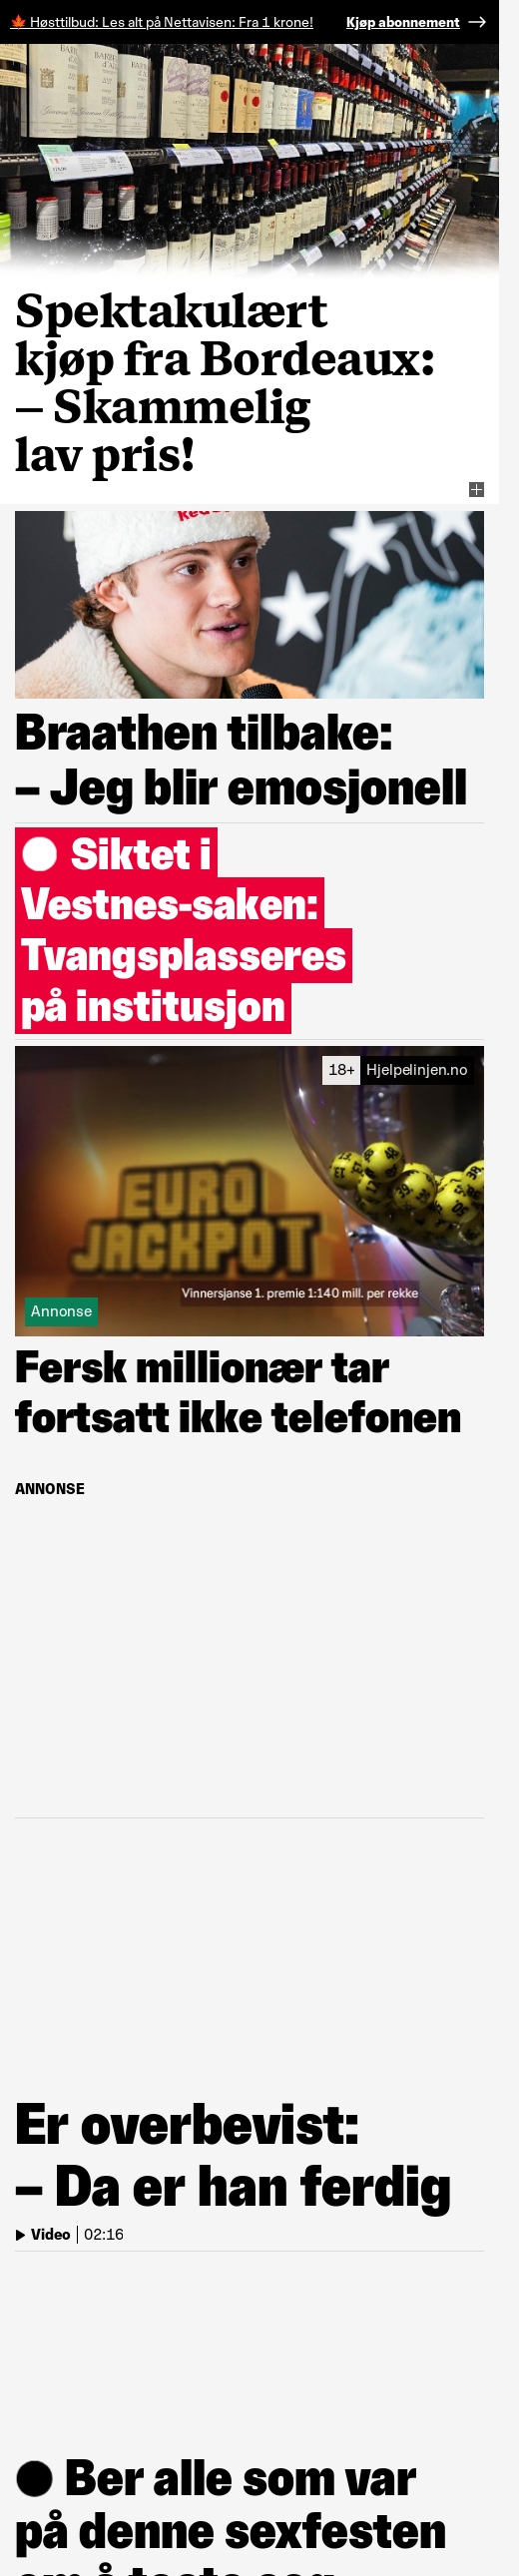 🍁 Høsttilbud: Les alt på Nettavisen: Fra 1 krone! Kjøp abonnement →
Spektakulært
kjøp fra Bordeaux:
– Skammelig
lav pris!
Braathen tilbake:
– Jeg blir emosjonell
Siktet i
Vestnes-saken:
Tvangsplasseres
på institusjon
18+ Hjelpelinjen.no
EURO
JACKPOT
Vinnersjanse 1. premie 1:140 mill. per rekke
Annonse
Fersk millionær tar
fortsatt ikke telefonen
ANNONSE
Er overbevist:
– Da er han ferdig
Video | 02:16
Ber alle som var
på denne sexfesten